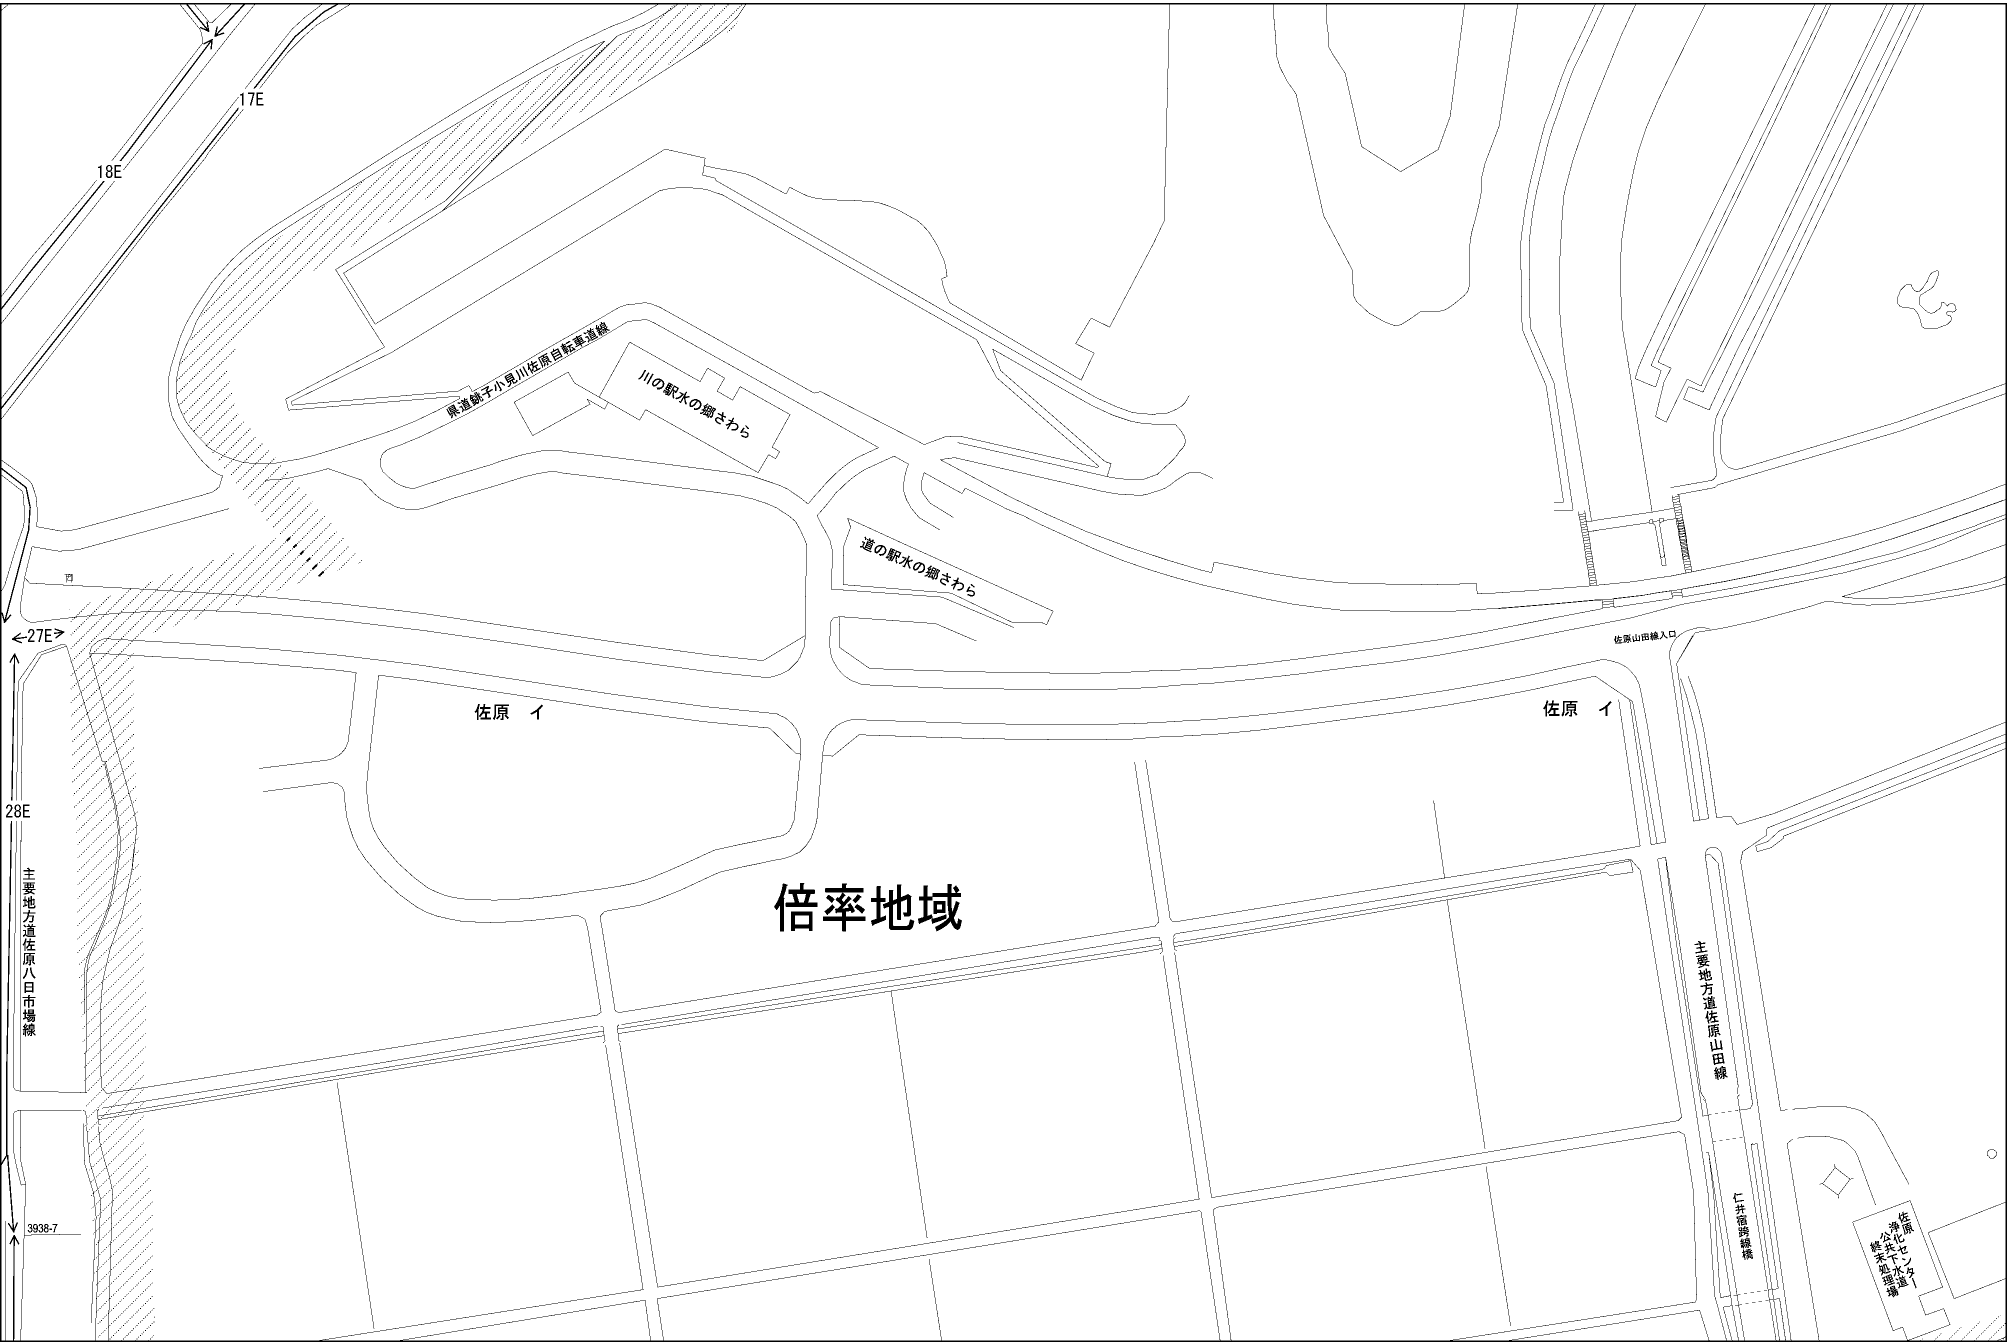 17E
18E
県道銚子小見川佐原自転車道線
川の駅水の郷さわら
道の駅水の郷さわら
27E
佐原山田線入口
佐原　イ
佐原　イ
28E
主要地方道佐原八日市場線
倍率地域
主要地方道佐原山田線
仁井宿跨線橋
3938-7
佐原
浄化センター
公共下水道
終末処理場